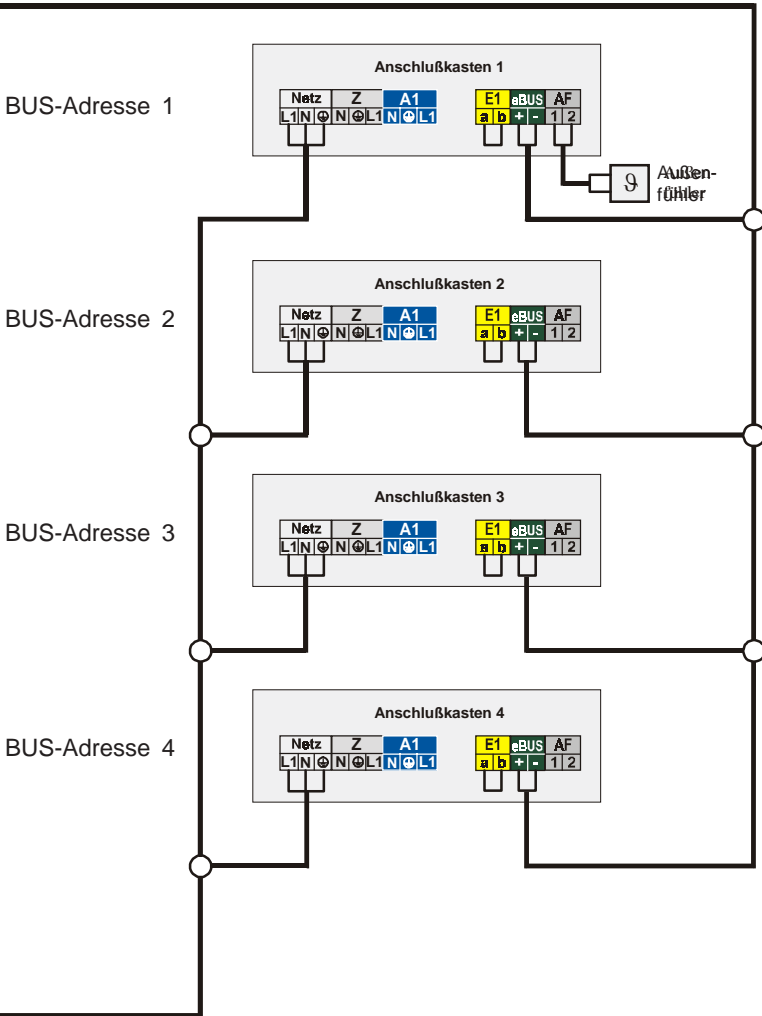 Anschlußkasten 1
BUS-Adresse 1
Netz Z A1 E1 eBUS AF
L1 N N L1 N L1 a b + - 1 2
ϑ Außen-
fühler
Anschlußkasten 2
BUS-Adresse 2
Netz Z A1 E1 eBUS AF
L1 N N L1 N L1 a b + - 1 2
Anschlußkasten 3
BUS-Adresse 3
Netz Z A1 E1 eBUS AF
L1 N N L1 N L1 a b + - 1 2
Anschlußkasten 4
BUS-Adresse 4
Netz Z A1 E1 eBUS AF
L1 N N L1 N L1 a b + - 1 2